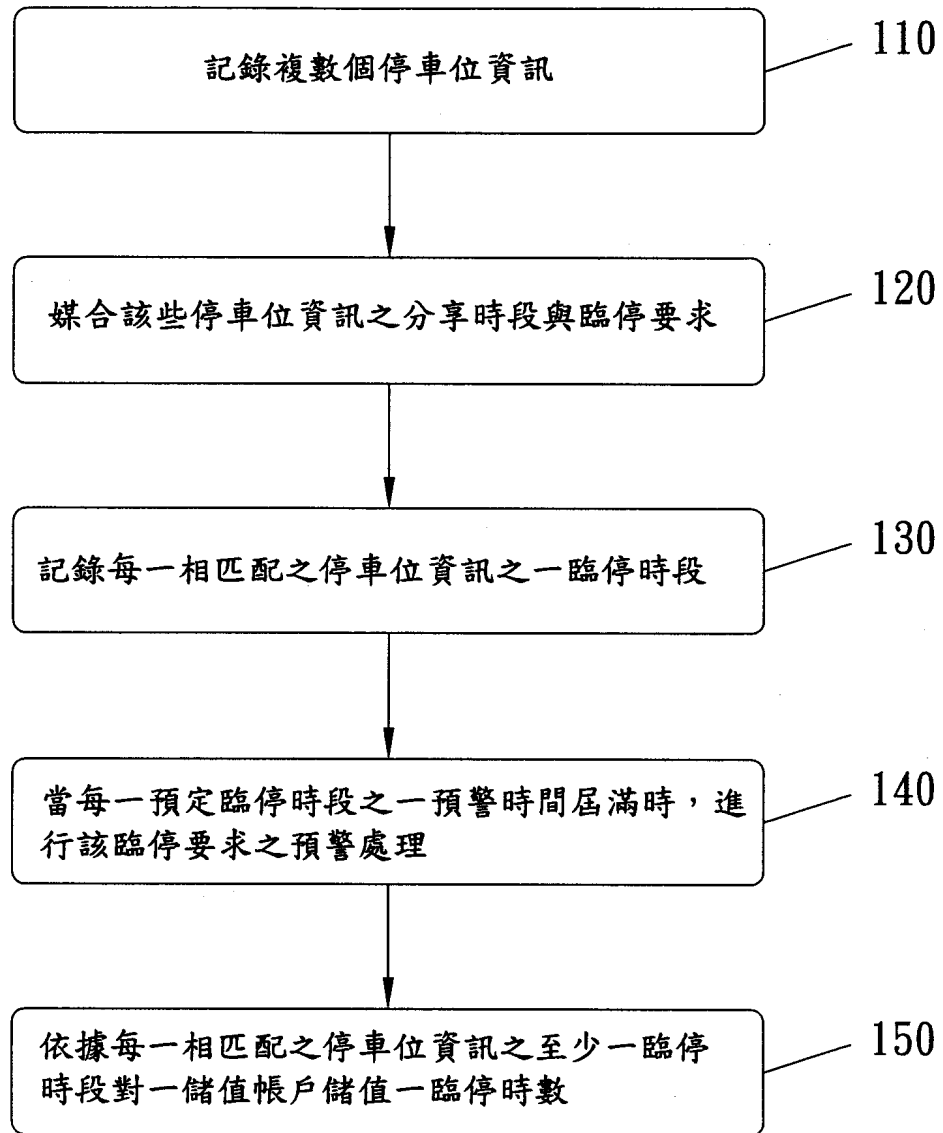 記錄複數個停車位資訊
110
媒合該些停車位資訊之分享時段與臨停要求
120
記錄每一相匹配之停車位資訊之一臨停時段
130
當每一預定臨停時段之一預警時間屆滿時，進
行該臨停要求之預警處理
140
依據每一相匹配之停車位資訊之至少一臨停
時段對一儲值帳戶儲值一臨停時數
150